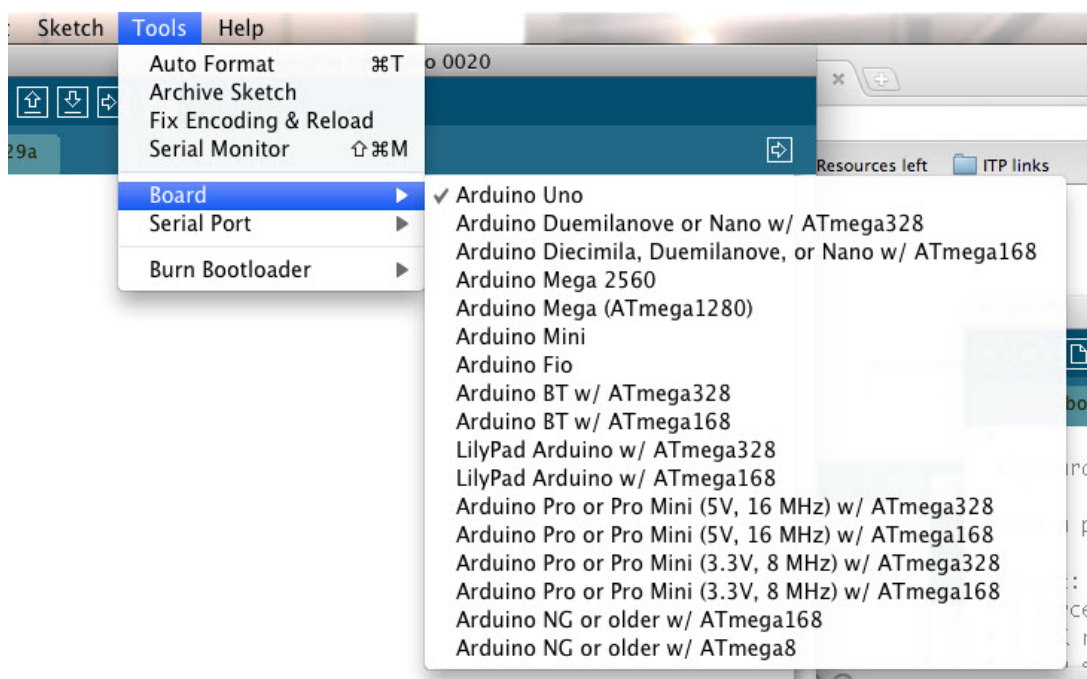 Sketch Tools Help
o 0020
Auto Format ⌘T
Archive Sketch
Fix Encoding & Reload
Serial Monitor ⇧⌘M
29a
Resources left ITP links
Board
Serial Port
Burn Bootloader
✓ Arduino Uno
Arduino Duemilanove or Nano w/ ATmega328
Arduino Diecimila, Duemilanove, or Nano w/ ATmega168
Arduino Mega 2560
Arduino Mega (ATmega1280)
Arduino Mini
Arduino Fio
Arduino BT w/ ATmega328
Arduino BT w/ ATmega168
LilyPad Arduino w/ ATmega328
LilyPad Arduino w/ ATmega168
Arduino Pro or Pro Mini (5V, 16 MHz) w/ ATmega328
Arduino Pro or Pro Mini (5V, 16 MHz) w/ ATmega168
Arduino Pro or Pro Mini (3.3V, 8 MHz) w/ ATmega328
Arduino Pro or Pro Mini (3.3V, 8 MHz) w/ ATmega168
Arduino NG or older w/ ATmega168
Arduino NG or older w/ ATmega8